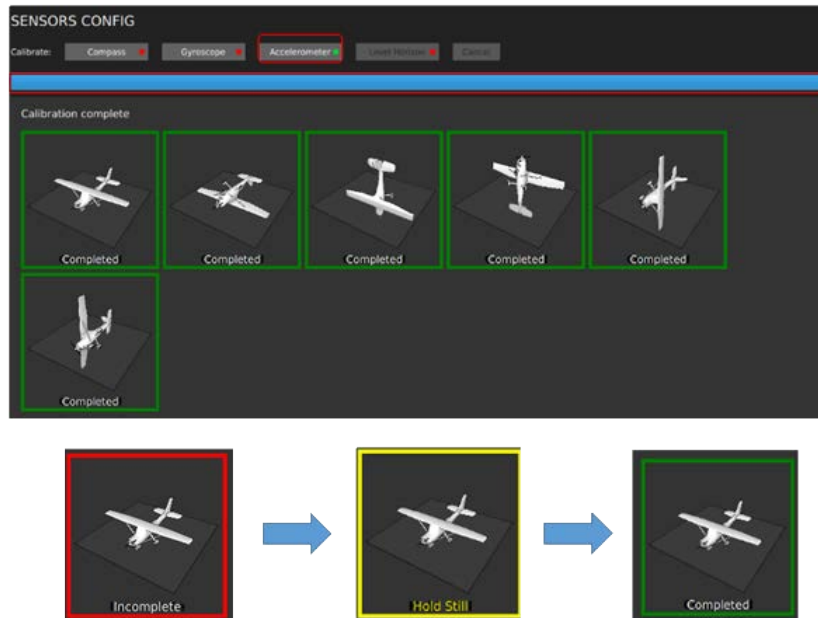 SENSORS CONFIG
Calibrate: Compass Gyroscope Accelerometer Level Horizon Cancel
Calibration complete
Completed Completed Completed Completed Completed
Completed
Incomplete Hold Still Completed